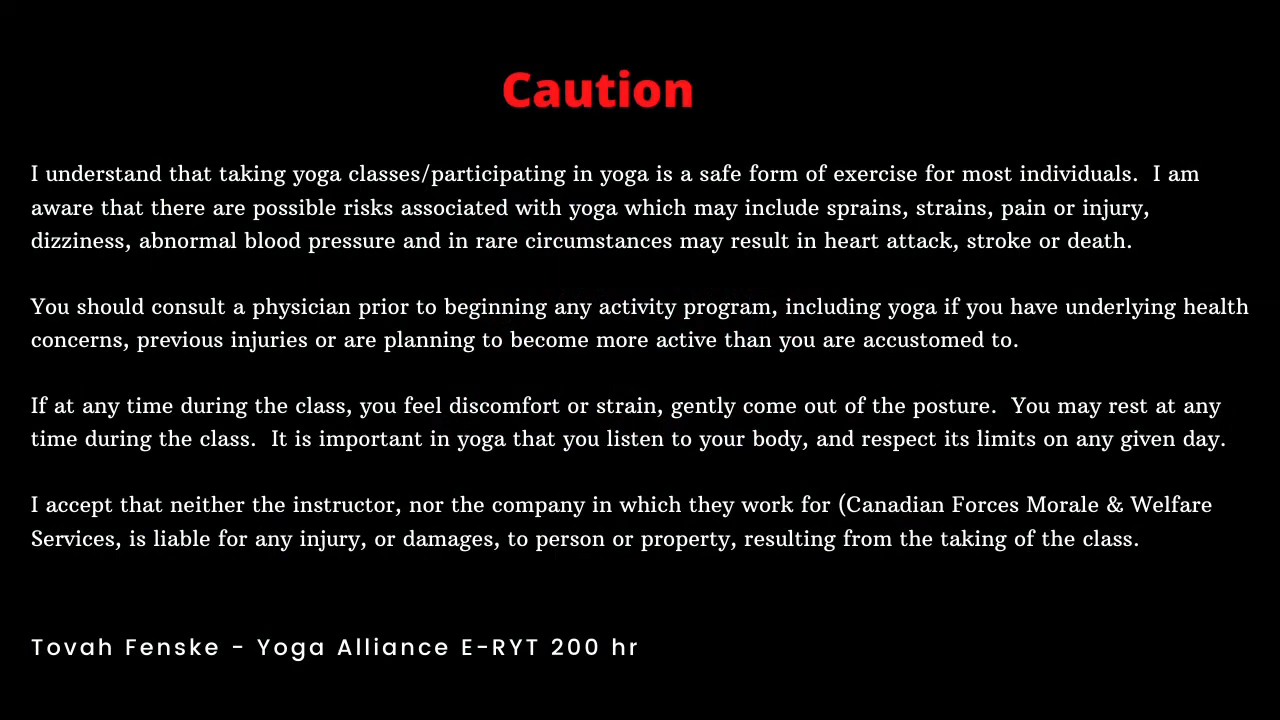 Caution
I understand that taking yoga classes/participating in yoga is a safe form of exercise for most individuals.  I am
aware that there are possible risks associated with yoga which may include sprains, strains, pain or injury,
dizziness, abnormal blood pressure and in rare circumstances may result in heart attack, stroke or death.
You should consult a physician prior to beginning any activity program, including yoga if you have underlying health
concerns, previous injuries or are planning to become more active than you are accustomed to.
If at any time during the class, you feel discomfort or strain, gently come out of the posture.  You may rest at any
time during the class.  It is important in yoga that you listen to your body, and respect its limits on any given day.
I accept that neither the instructor, nor the company in which they work for (Canadian Forces Morale & Welfare
Services, is liable for any injury, or damages, to person or property, resulting from the taking of the class.
Tovah Fenske - Yoga Alliance E-RYT 200 hr